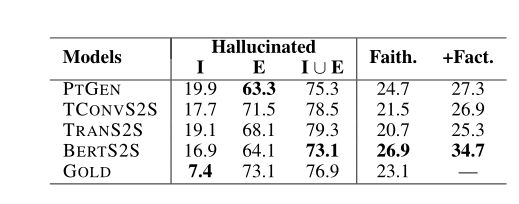 Models Hallucinated Faith. +Fact.
I E I ∪ E
PTGEN 19.9 63.3 75.3 24.7 27.3
TCONVS2S 17.7 71.5 78.5 21.5 26.9
TRANS2S 19.1 68.1 79.3 20.7 25.3
BERTS2S 16.9 64.1 73.1 26.9 34.7
GOLD 7.4 73.1 76.9 23.1 —